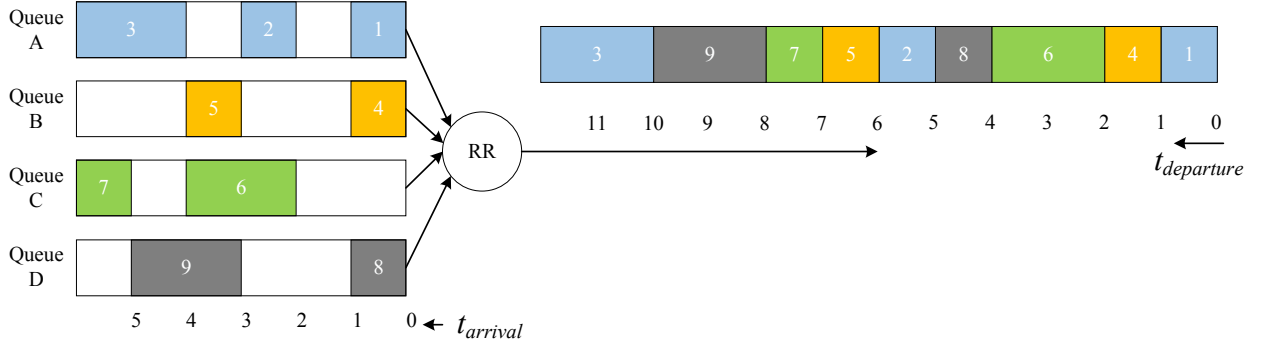 Queue
A
3
2
1
Queue
B
5
4
Queue
C
7
6
Queue
D
9
8
5 4 3 2 1 0
t_arrival
RR
3 9 7 5 2 8 6 4 1
11 10 9 8 7 6 5 4 3 2 1 0
t_departure